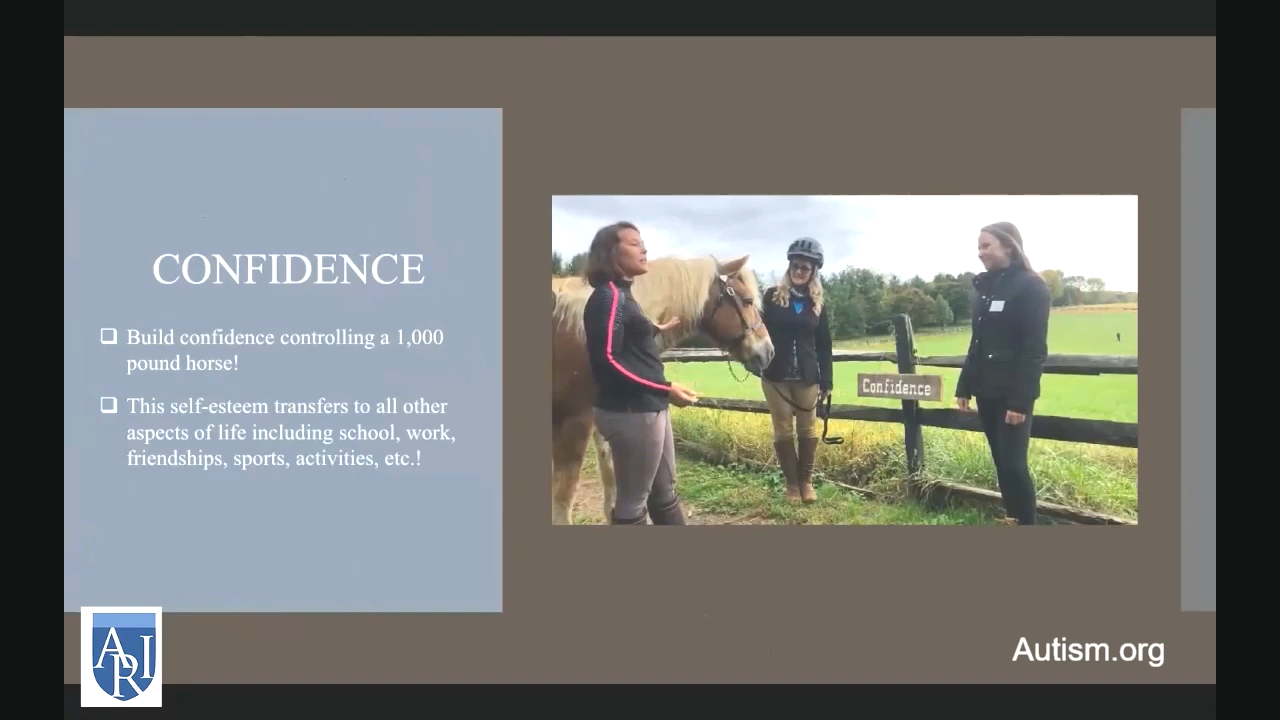 CONFIDENCE
❑ Build confidence controlling a 1,000
pound horse!
❑ This self-esteem transfers to all other
aspects of life including school, work,
friendships, sports, activities, etc.!
Confidence
ARI
Autism.org